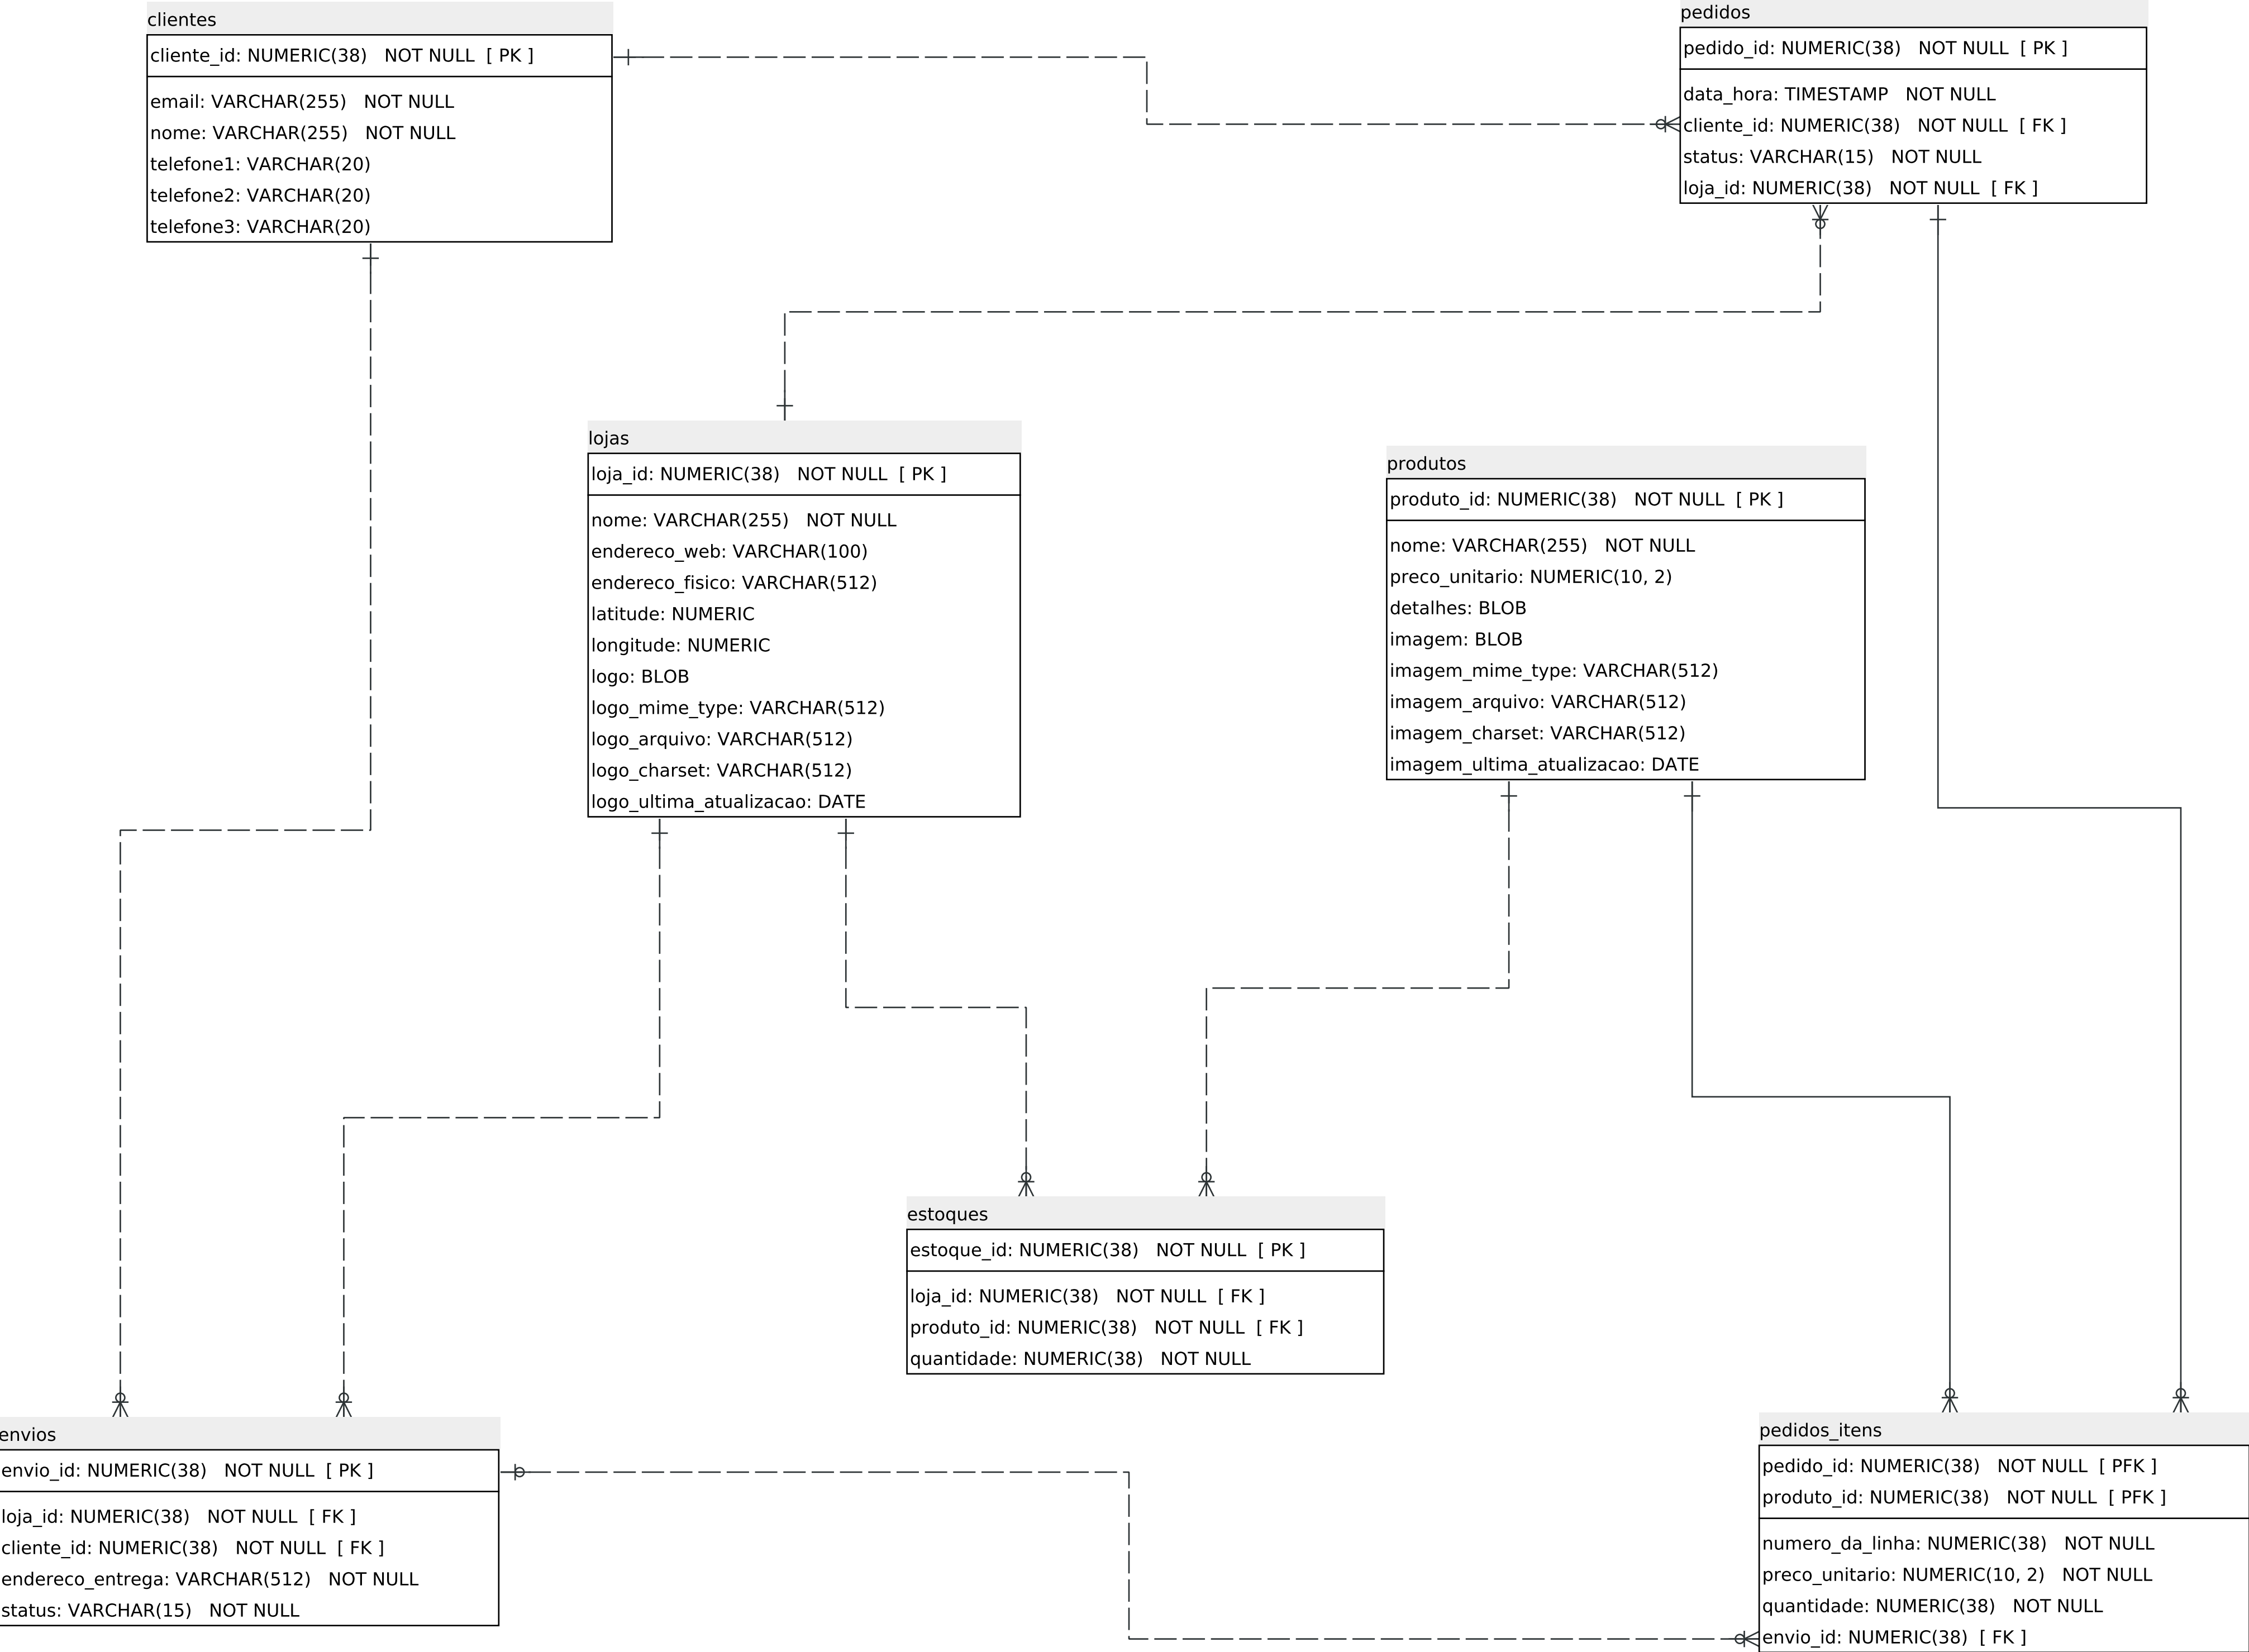 clientes
cliente_id: NUMERIC(38) NOT NULL [ PK ]
email: VARCHAR(255) NOT NULL
nome: VARCHAR(255) NOT NULL
telefone1: VARCHAR(20)
telefone2: VARCHAR(20)
telefone3: VARCHAR(20)
pedidos
pedido_id: NUMERIC(38) NOT NULL [ PK ]
data_hora: TIMESTAMP NOT NULL
cliente_id: NUMERIC(38) NOT NULL [ FK ]
status: VARCHAR(15) NOT NULL
loja_id: NUMERIC(38) NOT NULL [ FK ]
lojas
loja_id: NUMERIC(38) NOT NULL [ PK ]
nome: VARCHAR(255) NOT NULL
endereco_web: VARCHAR(100)
endereco_fisico: VARCHAR(512)
latitude: NUMERIC
longitude: NUMERIC
logo: BLOB
logo_mime_type: VARCHAR(512)
logo_arquivo: VARCHAR(512)
logo_charset: VARCHAR(512)
logo_ultima_atualizacao: DATE
produtos
produto_id: NUMERIC(38) NOT NULL [ PK ]
nome: VARCHAR(255) NOT NULL
preco_unitario: NUMERIC(10, 2)
detalhes: BLOB
imagem: BLOB
imagem_mime_type: VARCHAR(512)
imagem_arquivo: VARCHAR(512)
imagem_charset: VARCHAR(512)
imagem_ultima_atualizacao: DATE
estoques
estoque_id: NUMERIC(38) NOT NULL [ PK ]
loja_id: NUMERIC(38) NOT NULL [ FK ]
produto_id: NUMERIC(38) NOT NULL [ FK ]
quantidade: NUMERIC(38) NOT NULL
envios
envio_id: NUMERIC(38) NOT NULL [ PK ]
loja_id: NUMERIC(38) NOT NULL [ FK ]
cliente_id: NUMERIC(38) NOT NULL [ FK ]
endereco_entrega: VARCHAR(512) NOT NULL
status: VARCHAR(15) NOT NULL
pedidos_itens
pedido_id: NUMERIC(38) NOT NULL [ PFK ]
produto_id: NUMERIC(38) NOT NULL [ PFK ]
numero_da_linha: NUMERIC(38) NOT NULL
preco_unitario: NUMERIC(10, 2) NOT NULL
quantidade: NUMERIC(38) NOT NULL
envio_id: NUMERIC(38) [ FK ]